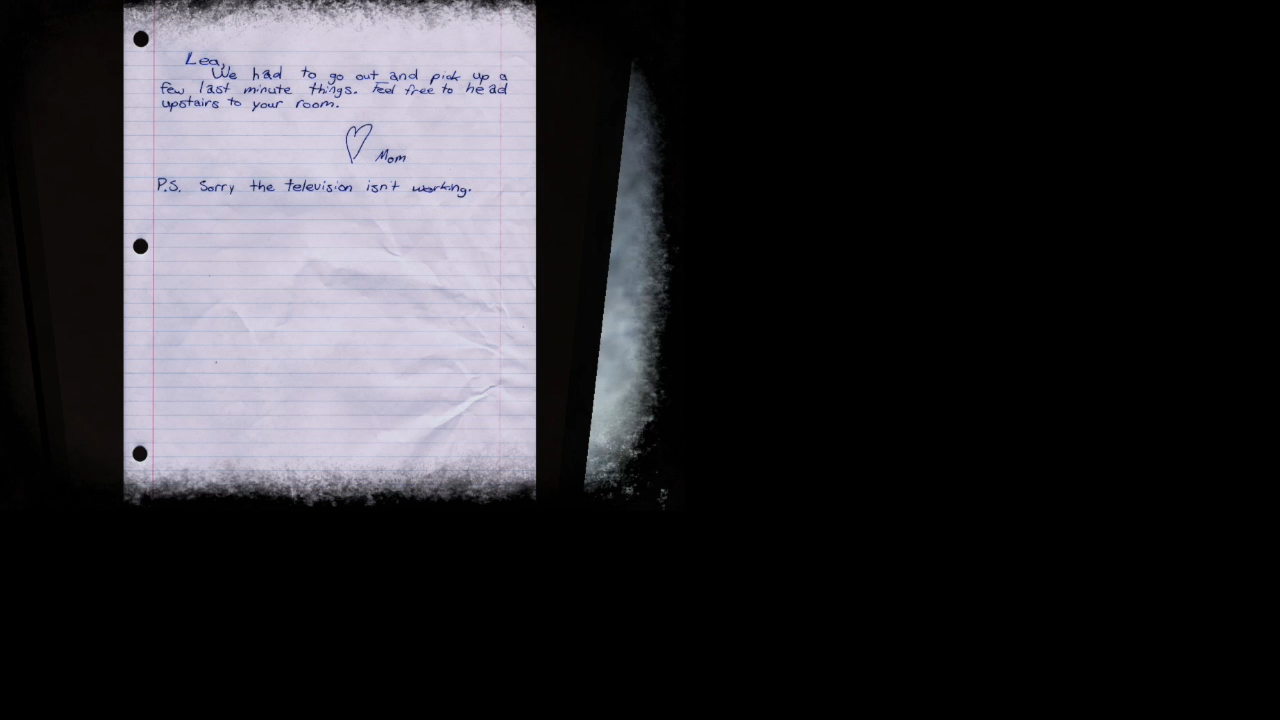 Lea,
We had to go out and pick up a
few last minute things. Feel free to head
upstairs to your room.
Mom
P.S. Sorry the television isn't working.